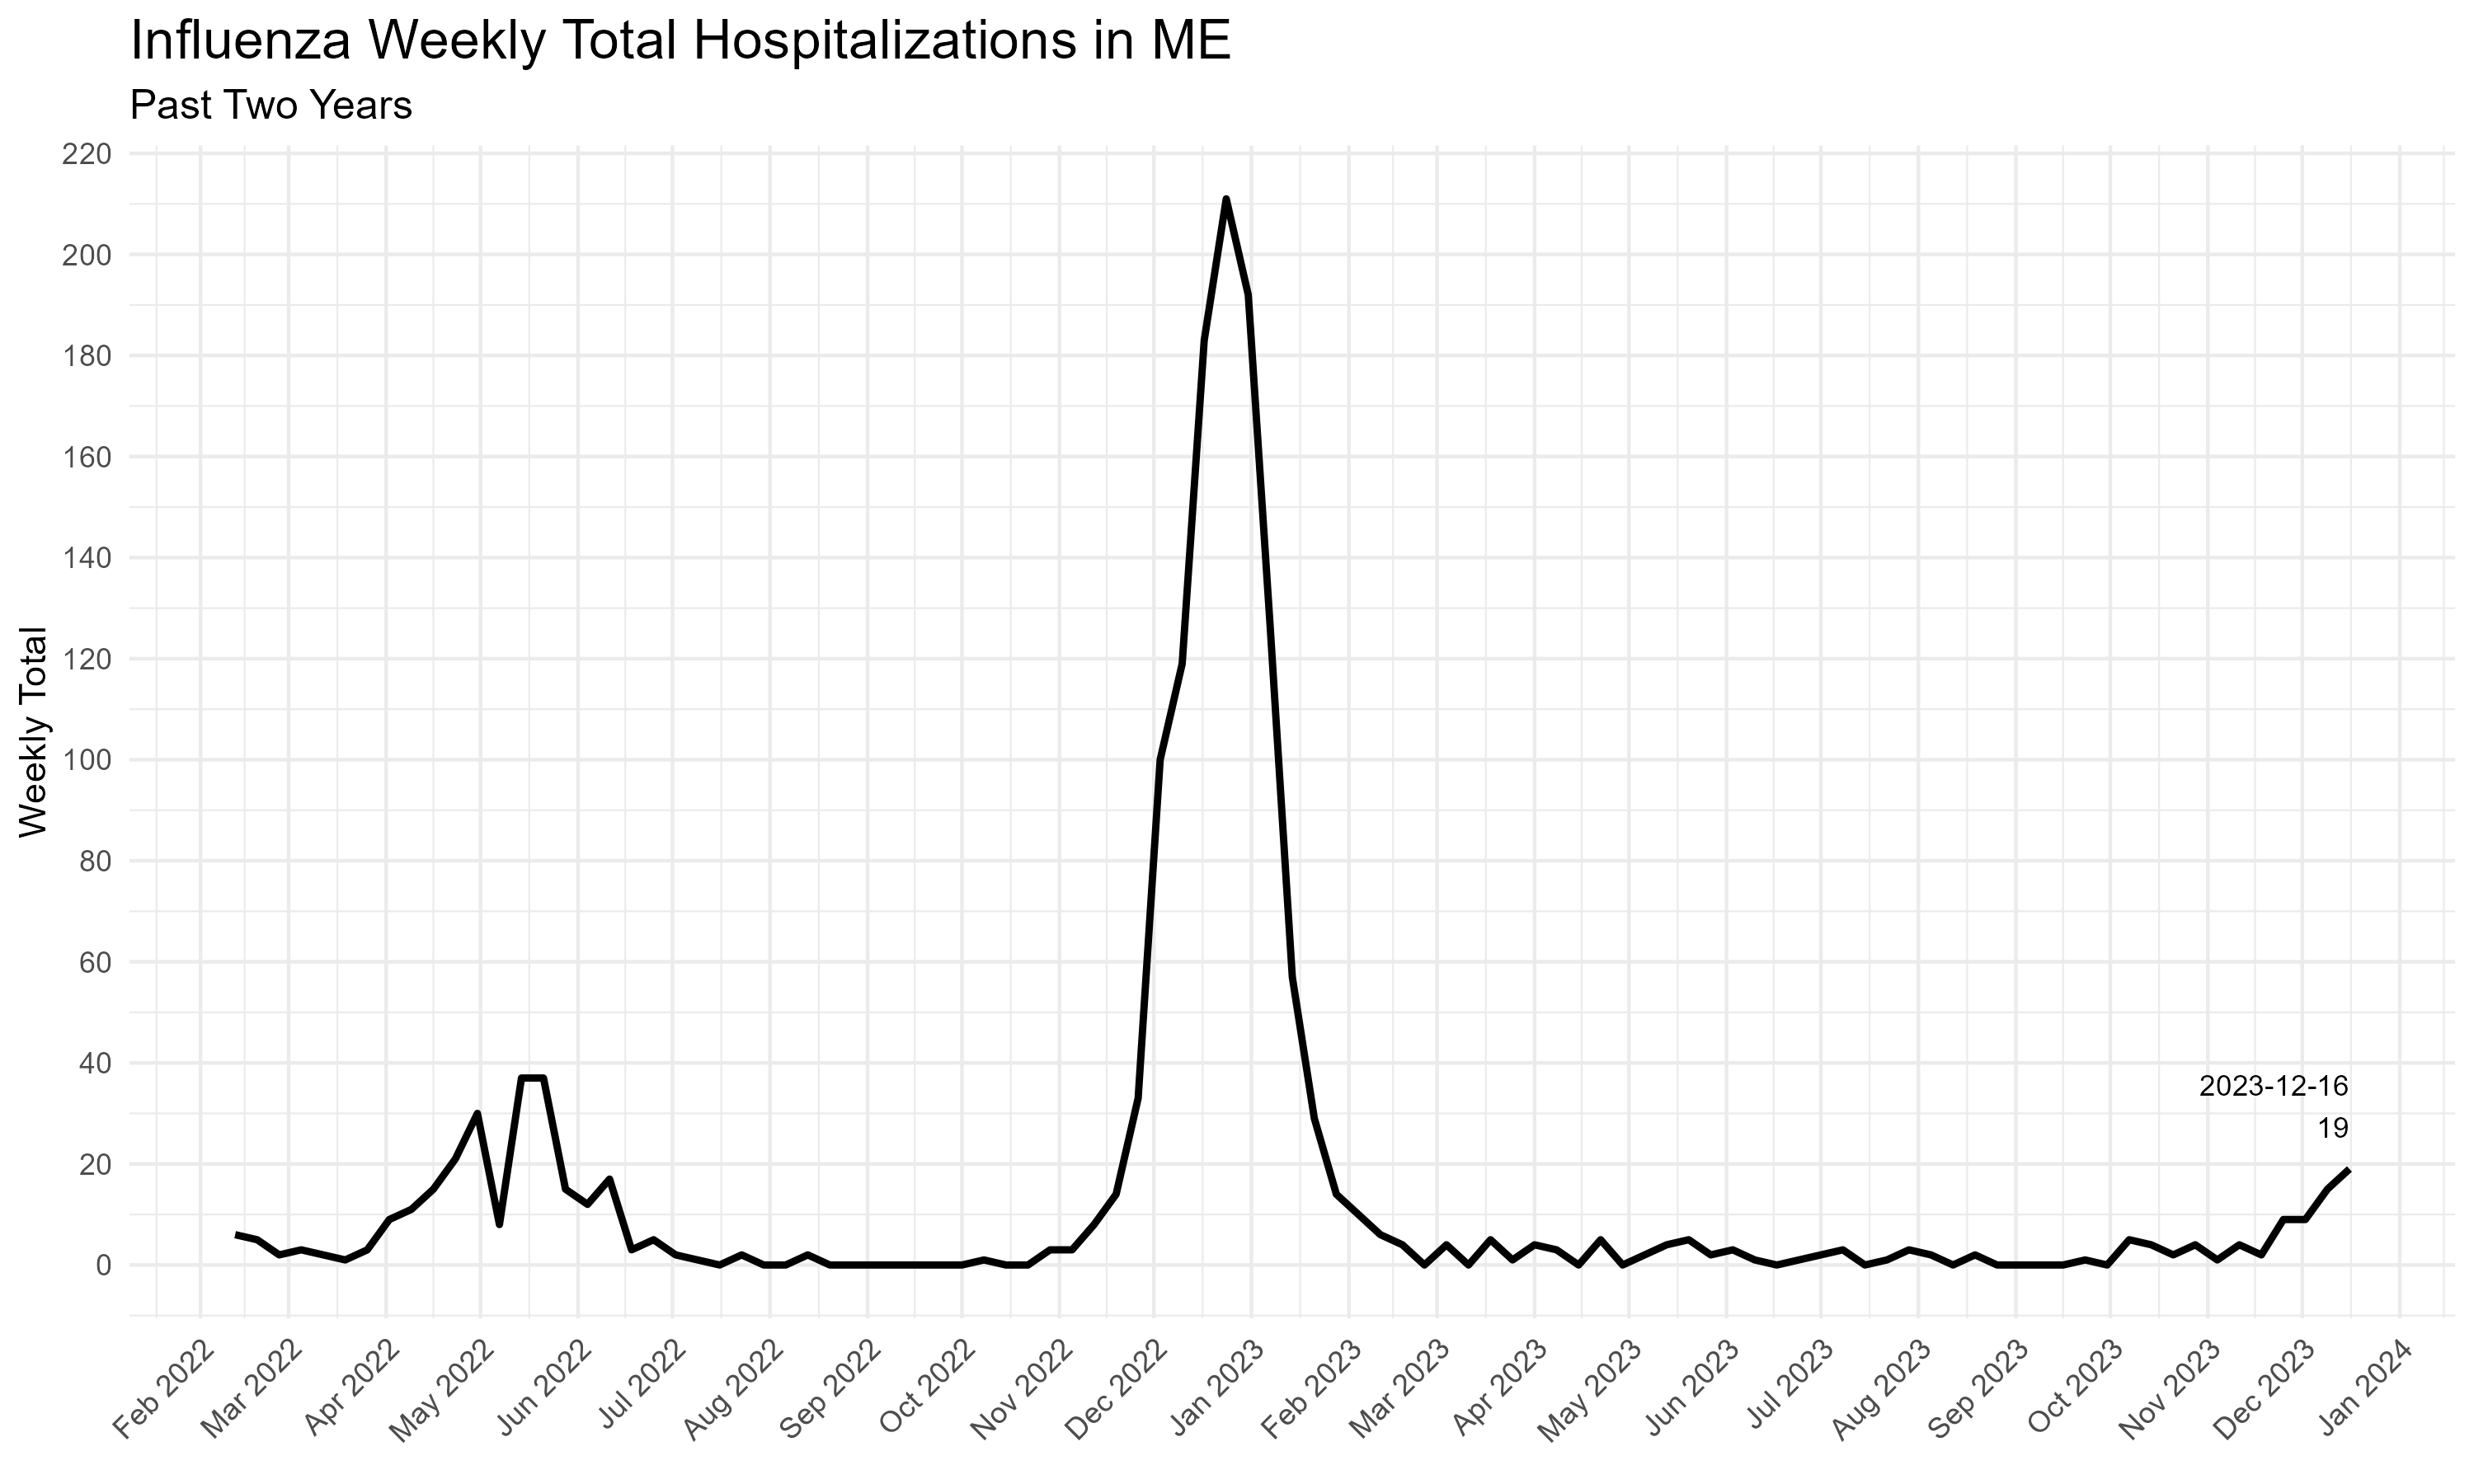 Influenza Weekly Total Hospitalizations in ME
Past Two Years
Weekly Total
220
200
180
160
140
120
100
80
60
40
20
0
2023-12-16
19
Feb 2022
Mar 2022
Apr 2022
May 2022
Jun 2022
Jul 2022
Aug 2022
Sep 2022
Oct 2022
Nov 2022
Dec 2022
Jan 2023
Feb 2023
Mar 2023
Apr 2023
May 2023
Jun 2023
Jul 2023
Aug 2023
Sep 2023
Oct 2023
Nov 2023
Dec 2023
Jan 2024